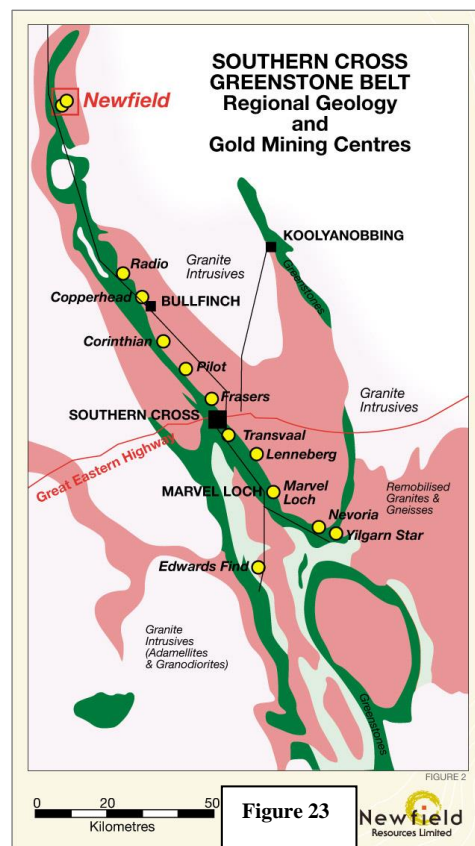 SOUTHERN CROSS
GREENSTONE BELT
Regional Geology
and
Gold Mining Centres
Newfield
KOOLYANOBBING
Radio
Granite
Intrusives
Greenstones
Copperhead
BULLFINCH
Corinthian
Pilot
Frasers
Granite
Intrusives
SOUTHERN CROSS
Transvaal
Great Eastern Highway
Lenneberg
MARVEL LOCH
Marvel
Loch
Remobilised
Granites &
Gneisses
Nevoria
Yilgarn Star
Edwards Find
Granite
Intrusives
(Adamellites
& Granodiorites)
Greenstones
FIGURE 2
0 20 50
Kilometres
Figure 23
Newfield
Resources Limited